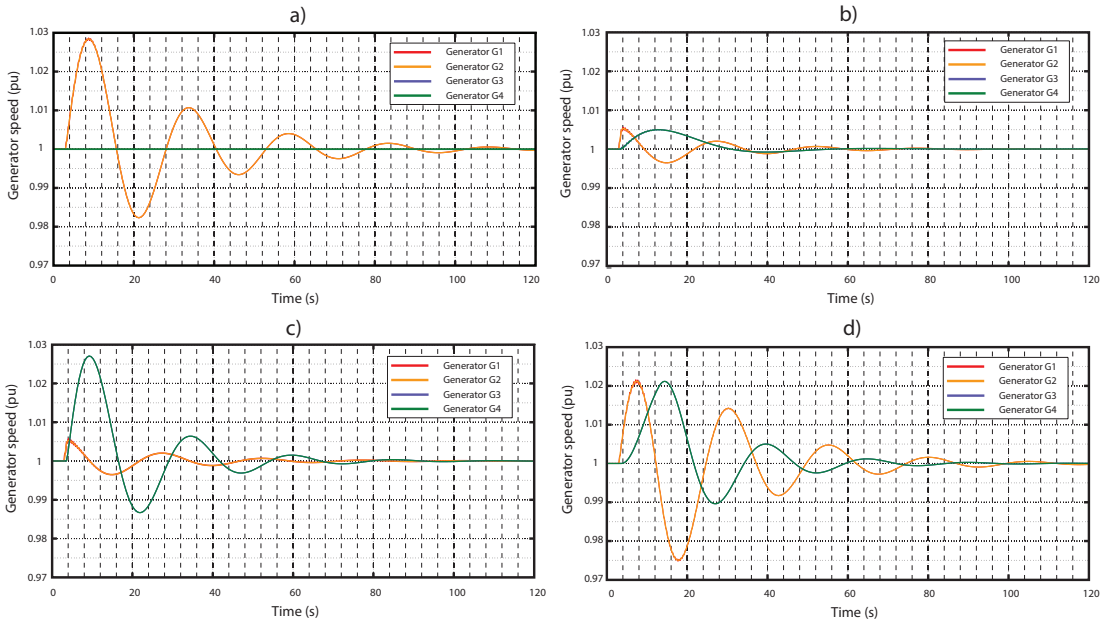 a)
1.03
1.02
1.01
1
0.99
0.98
0.97
Generator speed (pu)
Generator G1
Generator G2
Generator G3
Generator G4
0 20 40 60 80 100 120
Time (s)
b)
1.03
1.02
1.01
1
0.99
0.98
0.97
Generator speed (pu)
Generator G1
Generator G2
Generator G3
Generator G4
0 20 40 60 80 100 120
Time (s)
c)
1.03
1.02
1.01
1
0.99
0.98
0.97
Generator speed (pu)
Generator G1
Generator G2
Generator G3
Generator G4
0 20 40 60 80 100 120
Time (s)
d)
1.03
1.02
1.01
1
0.99
0.98
0.97
Generator speed (pu)
Generator G1
Generator G2
Generator G3
Generator G4
0 20 40 60 80 100 120
Time (s)